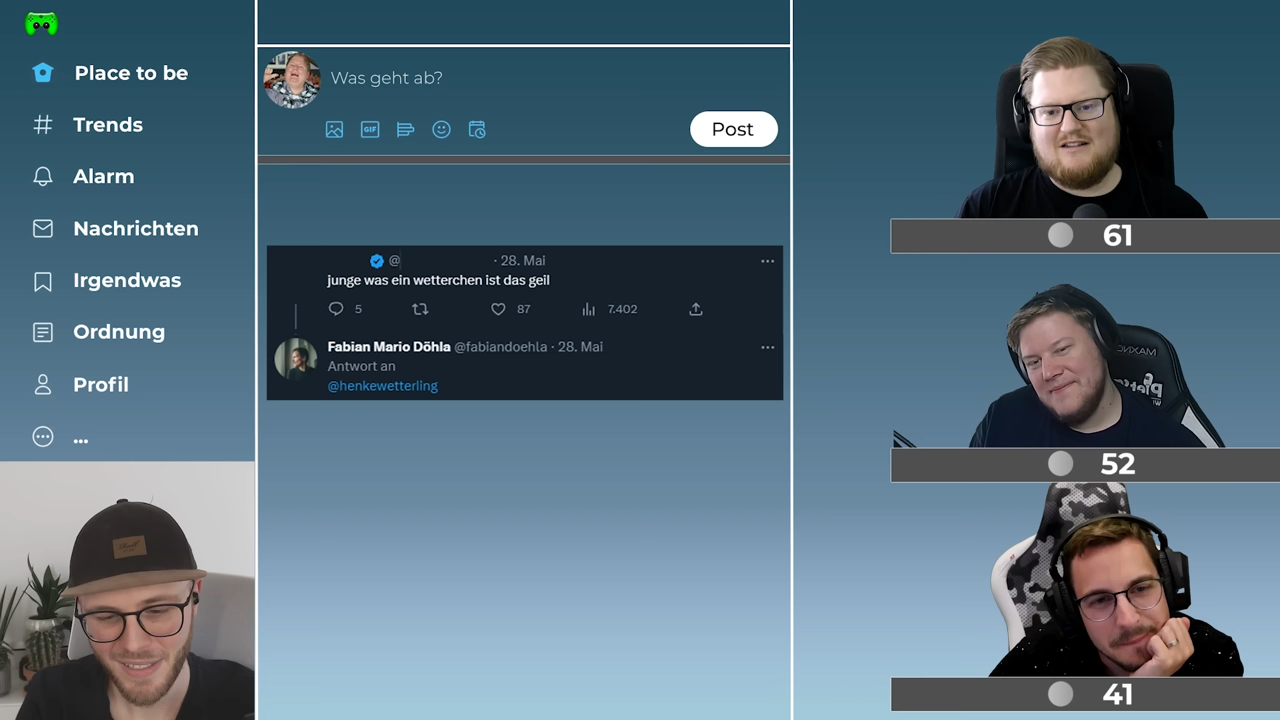 Place to be
Trends
Alarm
Nachrichten
Irgendwas
Ordnung
Profil
...
Was geht ab?
GIF
Post
@ · 28. Mai
junge was ein wetterchen ist das geil
5 87 7.402
Fabian Mario Döhla @fabiandoehla · 28. Mai
Antwort an
@henkewetterling
61
MAXNO
52
41